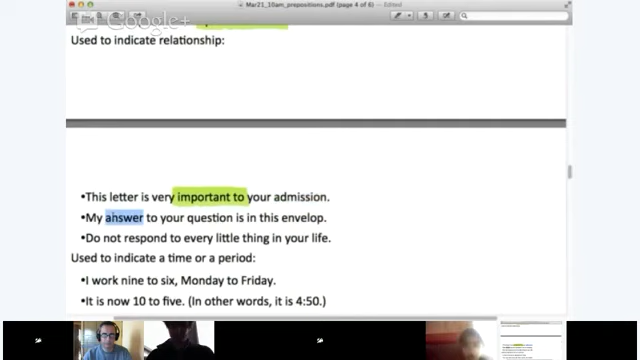 Mar21_10am_prepositions.pdf (page 4 of 6) — Edited
Google+
Used to indicate relationship:
•This letter is very important to your admission.
•My answer to your question is in this envelop.
•Do not respond to every little thing in your life.
Used to indicate a time or a period:
•I work nine to six, Monday to Friday.
•It is now 10 to five. (In other words, it is 4:50.)